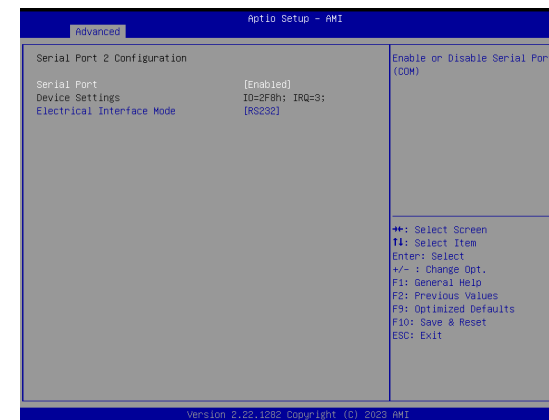 Aptio Setup - AMI
Advanced
Serial Port 2 Configuration
Serial Port [Enabled]
Device Settings IO=2F8h; IRQ=3;
Electrical Interface Mode [RS232]
Enable or Disable Serial Por
(COM)
→←: Select Screen
↑↓: Select Item
Enter: Select
+/- : Change Opt.
F1: General Help
F2: Previous Values
F9: Optimized Defaults
F10: Save & Reset
ESC: Exit
Version 2.22.1282 Copyright (C) 2023 AMI